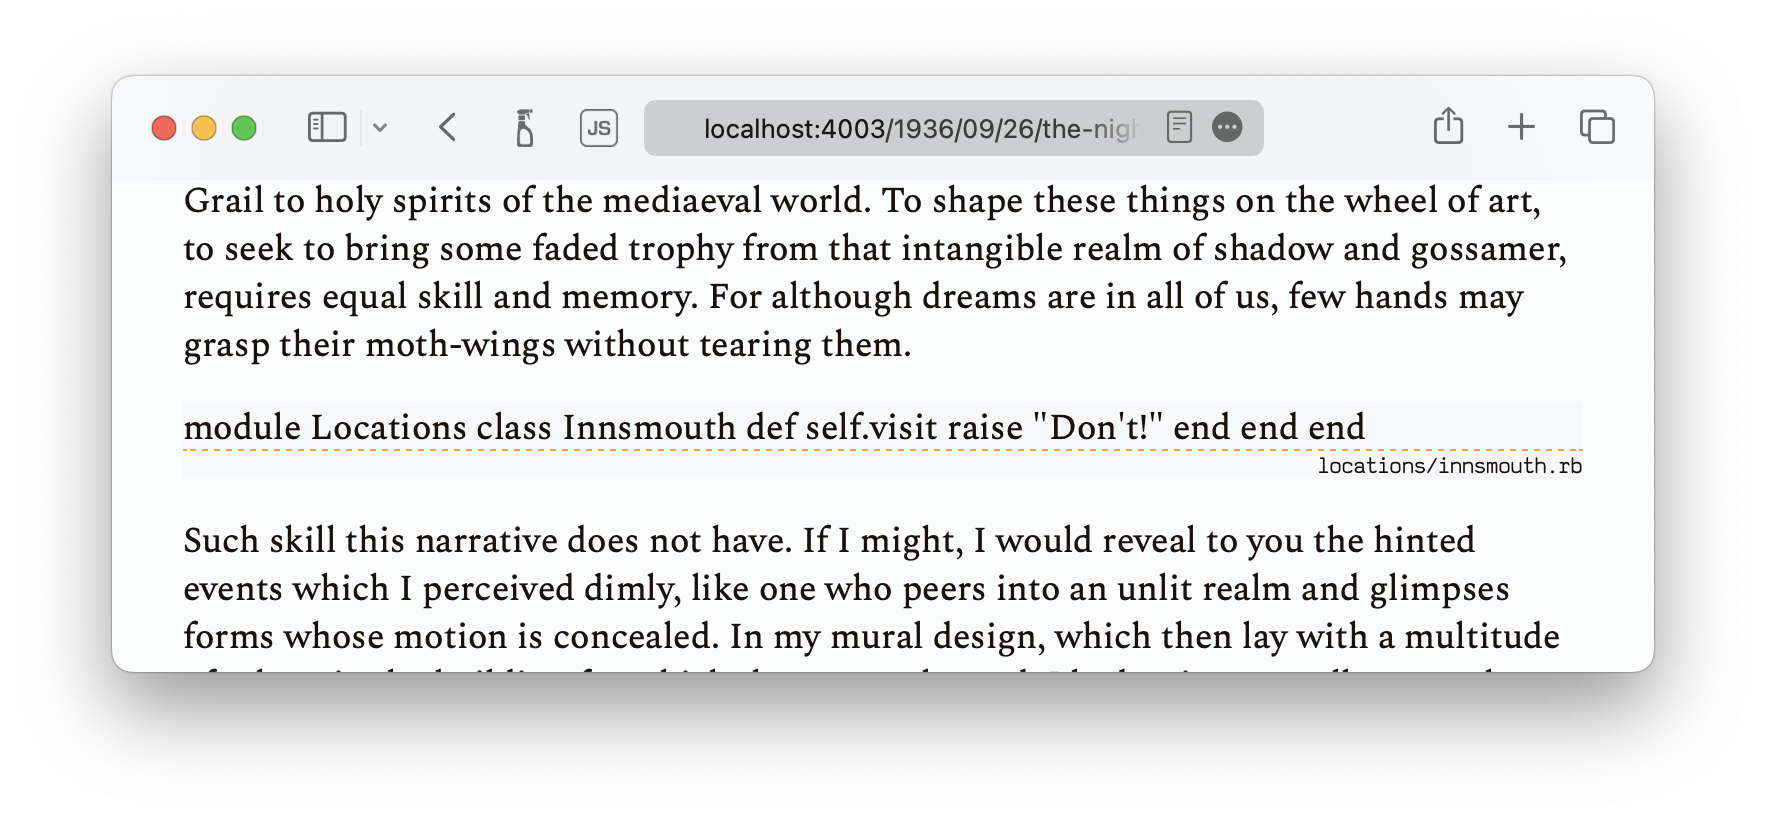 JS
localhost:4003/1936/09/26/the-nigh
Grail to holy spirits of the mediaeval world. To shape these things on the wheel of art,
to seek to bring some faded trophy from that intangible realm of shadow and gossamer,
requires equal skill and memory. For although dreams are in all of us, few hands may
grasp their moth-wings without tearing them.
module Locations class Innsmouth def self.visit raise "Don't!" end end end
locations/innsmouth.rb
Such skill this narrative does not have. If I might, I would reveal to you the hinted
events which I perceived dimly, like one who peers into an unlit realm and glimpses
forms whose motion is concealed. In my mural design, which then lay with a multitude